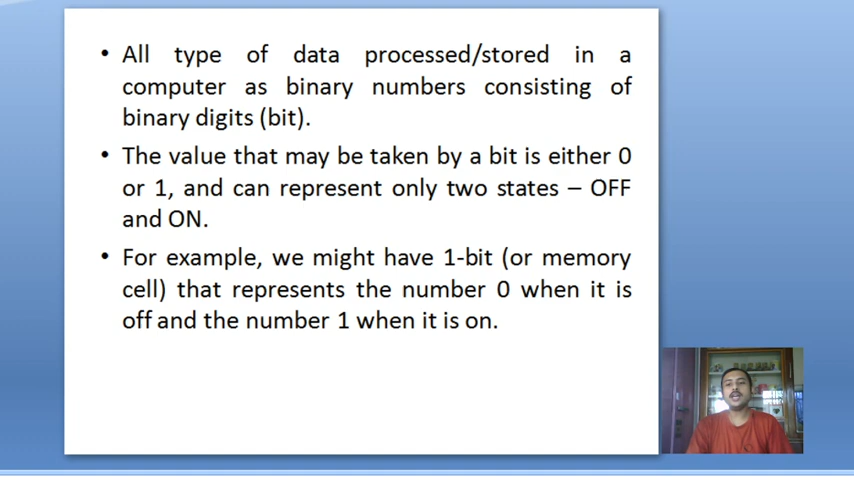 • All type of data processed/stored in a
computer as binary numbers consisting of
binary digits (bit).
• The value that may be taken by a bit is either 0
or 1, and can represent only two states – OFF
and ON.
• For example, we might have 1-bit (or memory
cell) that represents the number 0 when it is
off and the number 1 when it is on.